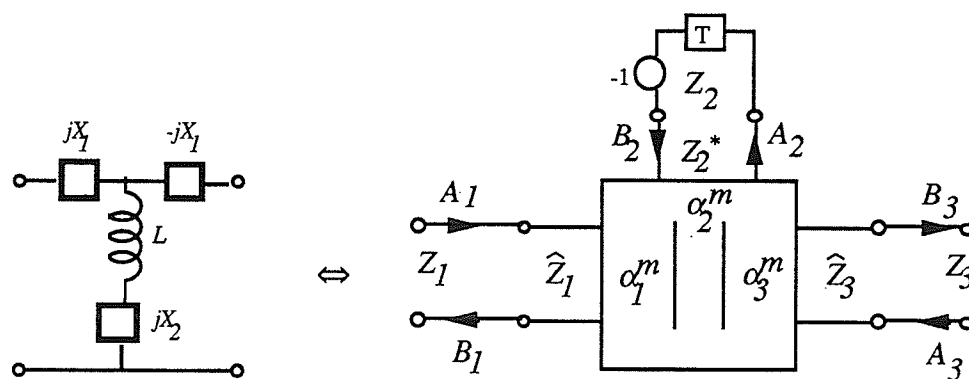 jX₁ -jX₁
L
jX₂
⇔
T
-1
Z₂
B₂ Z₂* A₂
A₁
Z₁
B₁
Ẑ₁
α₁ᵐ α₂ᵐ α₃ᵐ
Ẑ₃
B₃
Z₃
A₃